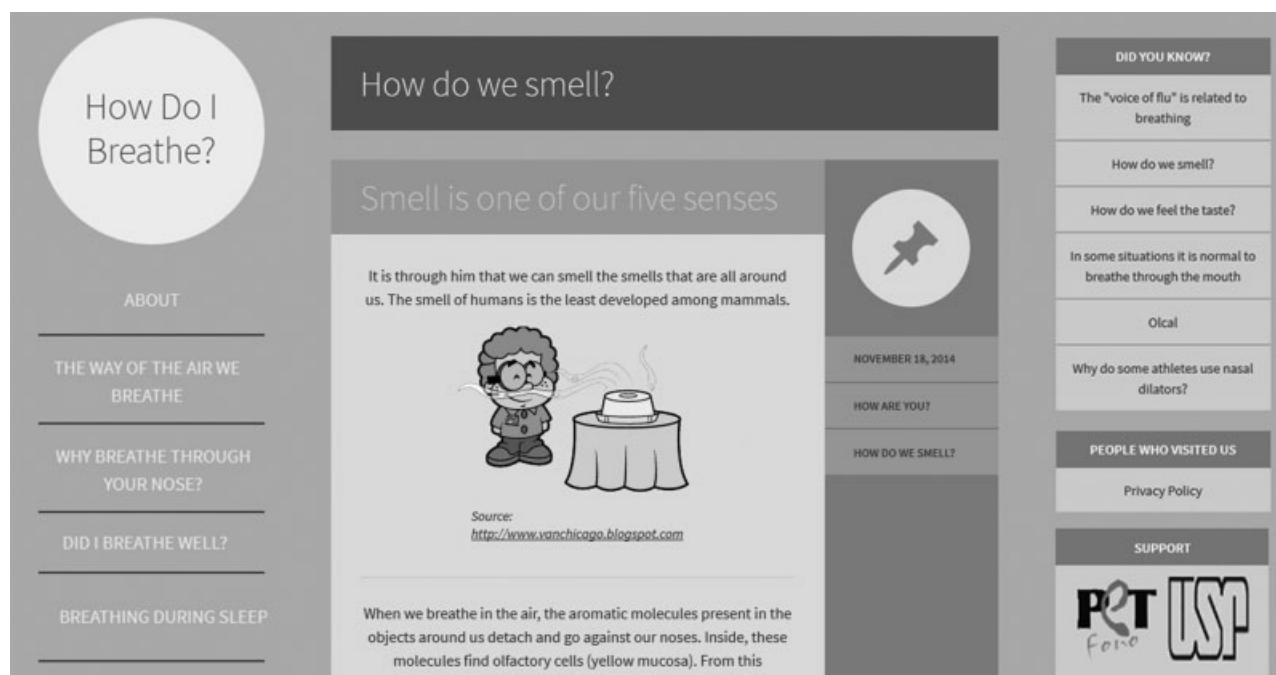 How Do I
Breathe?
ABOUT
THE WAY OF THE AIR WE
BREATHE
WHY BREATHE THROUGH
YOUR NOSE?
DID I BREATHE WELL?
BREATHING DURING SLEEP
How do we smell?
Smell is one of our five senses
It is through him that we can smell the smells that are all around
us. The smell of humans is the least developed among mammals.
Source:
http://www.vanchicago.blogspot.com
When we breathe in the air, the aromatic molecules present in the
objects around us detach and go against our noses. Inside, these
molecules find olfactory cells (yellow mucosa). From this
NOVEMBER 18, 2014
HOW ARE YOU?
HOW DO WE SMELL?
DID YOU KNOW?
The "voice of flu" is related to
breathing
How do we smell?
How do we feel the taste?
In some situations it is normal to
breathe through the mouth
Olcal
Why do some athletes use nasal
dilators?
PEOPLE WHO VISITED US
Privacy Policy
SUPPORT
PET USP
Fono